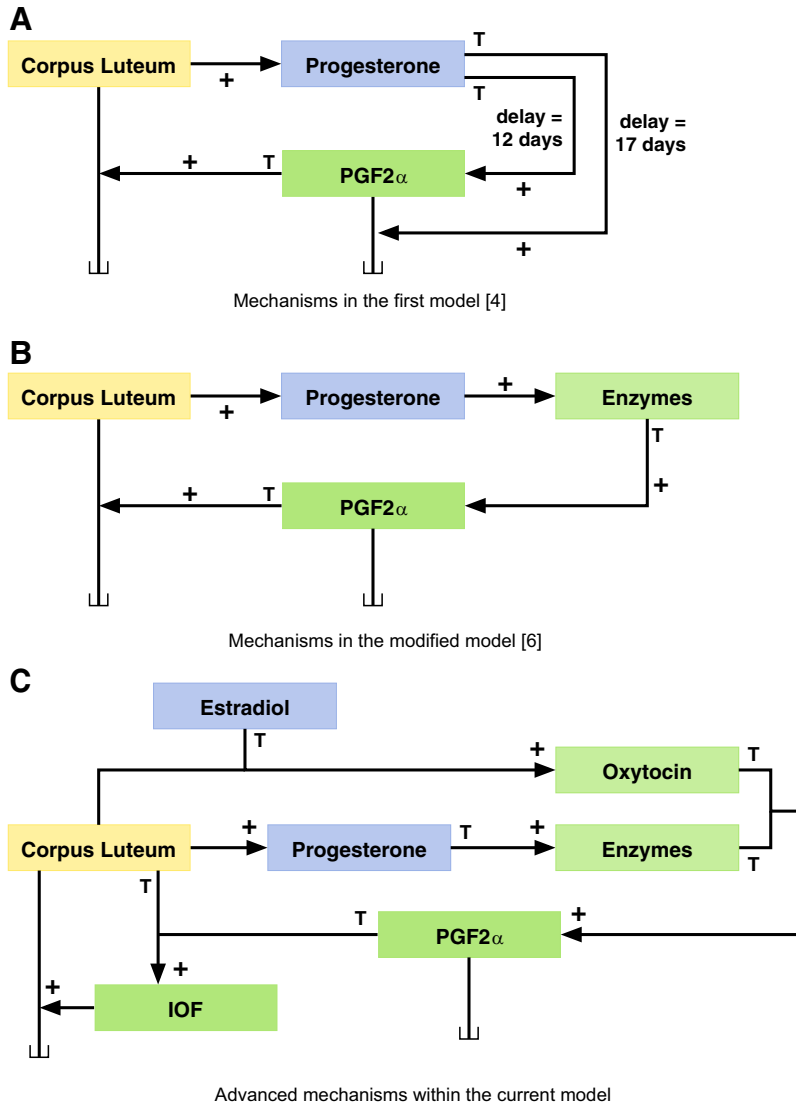 A
Corpus Luteum
+
Progesterone
T
T
delay =
12 days
delay =
17 days
+
T
PGF2α
+
+
Mechanisms in the first model [4]
B
Corpus Luteum
+
Progesterone
+
Enzymes
T
+
+
T
PGF2α
Mechanisms in the modified model [6]
C
Estradiol
T
+
Oxytocin
T
Corpus Luteum
+
Progesterone
T
+
Enzymes
T
T
T
PGF2α
+
+
+
IOF
Advanced mechanisms within the current model